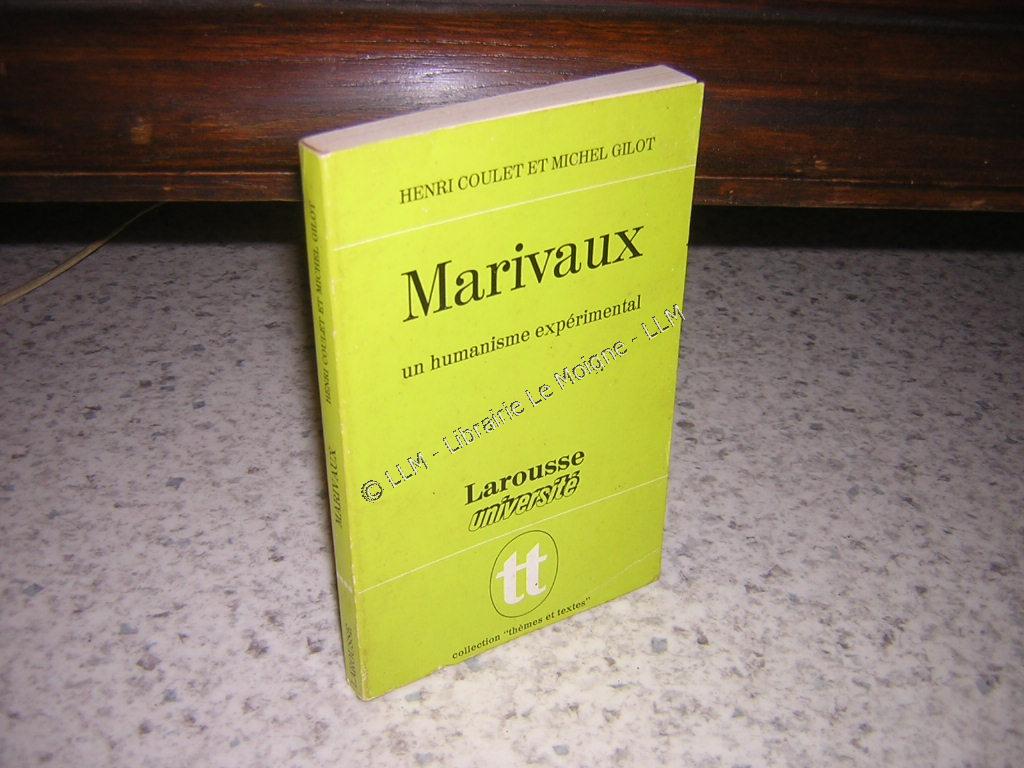 HENRI COULET ET MICHEL GILOT
Marivaux
un humanisme expérimental
© LLM - Librairie Le Moigne - LLM
Larousse
université
tt
collection "thèmes et textes"
HENRI COULET ET MICHEL GILOT
MARIVAUX
LAROUSSE